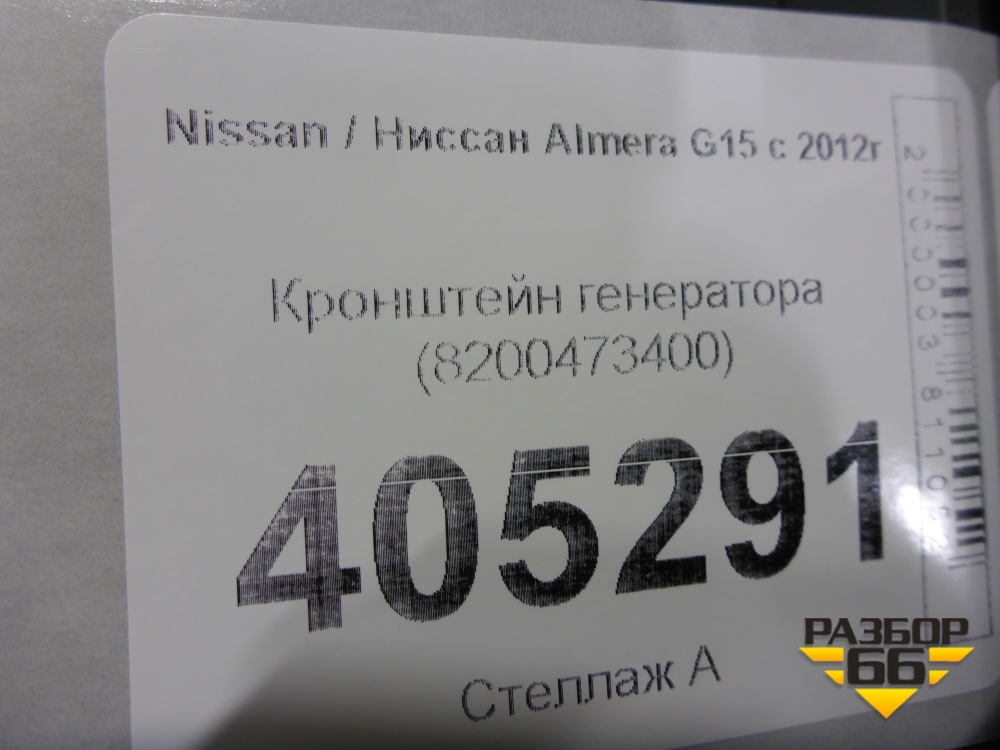 Nissan / Ниссан Almera G15 с 2012г
Кронштейн генератора
(8200473400)
405291
Стеллаж А
РАЗБОР
66